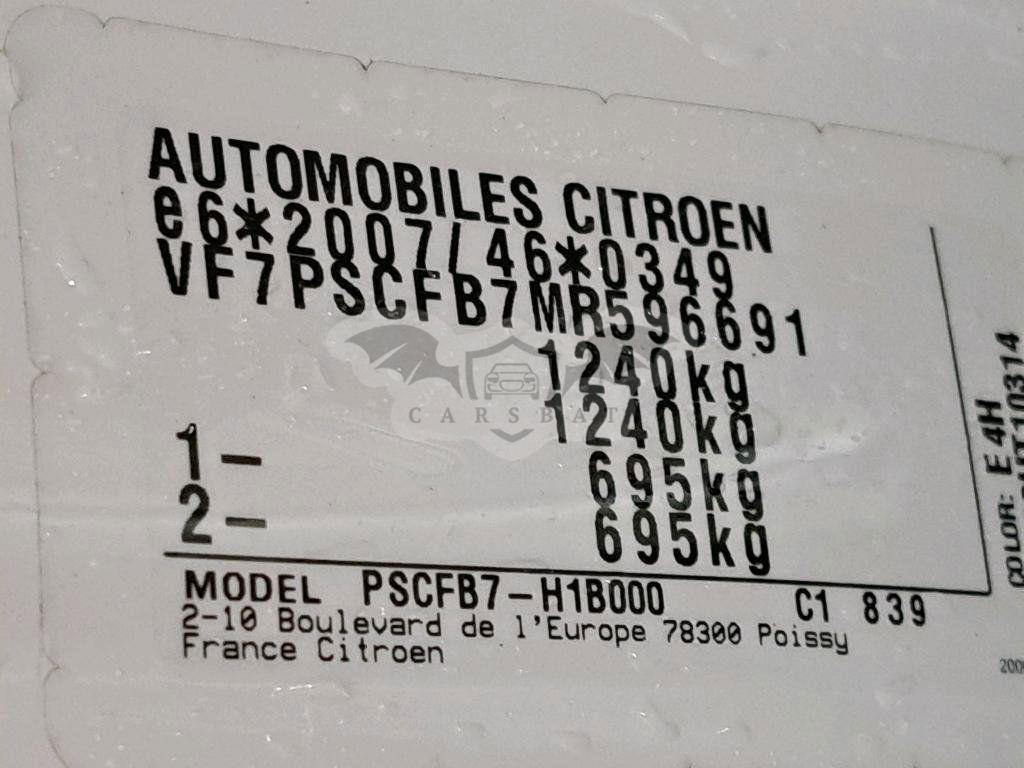 AUTOMOBILES CITROEN
e6*2007/46*0349
VF7PSCFB7MR596691
1240kg
1240kg
1- 695kg
2- 695kg
MODEL PSCFB7-H1B000 C1 839
2-10 Boulevard de l'Europe 78300 Poissy
France Citroen
COLOR: E 4H
CARSBAT